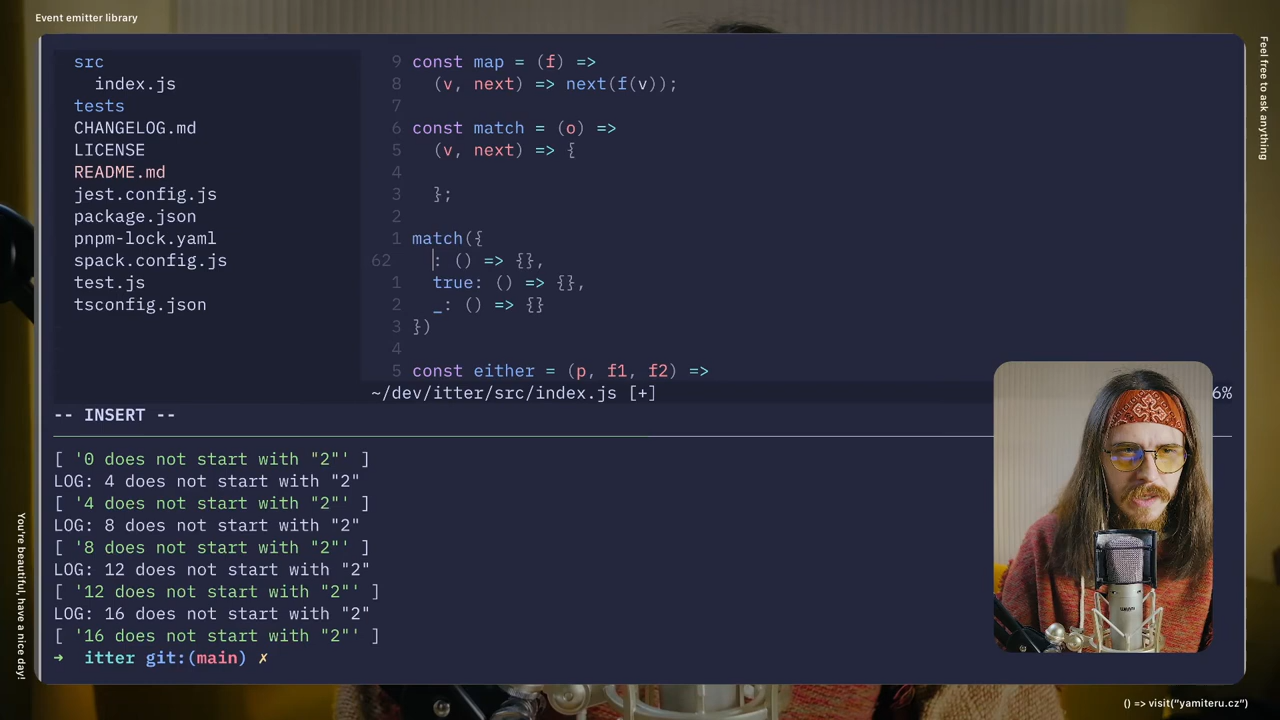 Event emitter library
Feel free to ask anything
src
index.js
tests
CHANGELOG.md
LICENSE
README.md
jest.config.js
package.json
pnpm-lock.yaml
spack.config.js
test.js
tsconfig.json
9 const map = (f) =>
8 (v, next) => next(f(v));
7
6 const match = (o) =>
5 (v, next) => {
4
3 };
2
1 match({
62 : () => {},
1 true: () => {},
2 _: () => {}
3 })
4
5 const either = (p, f1, f2) =>
~/dev/itter/src/index.js [+] 6%
-- INSERT --
[ '0 does not start with "2"' ]
LOG: 4 does not start with "2"
[ '4 does not start with "2"' ]
LOG: 8 does not start with "2"
[ '8 does not start with "2"' ]
LOG: 12 does not start with "2"
[ '12 does not start with "2"' ]
LOG: 16 does not start with "2"
[ '16 does not start with "2"' ]
→ itter git:(main) ✗
You're beautiful, have a nice day!
() => visit("yamiteru.cz")